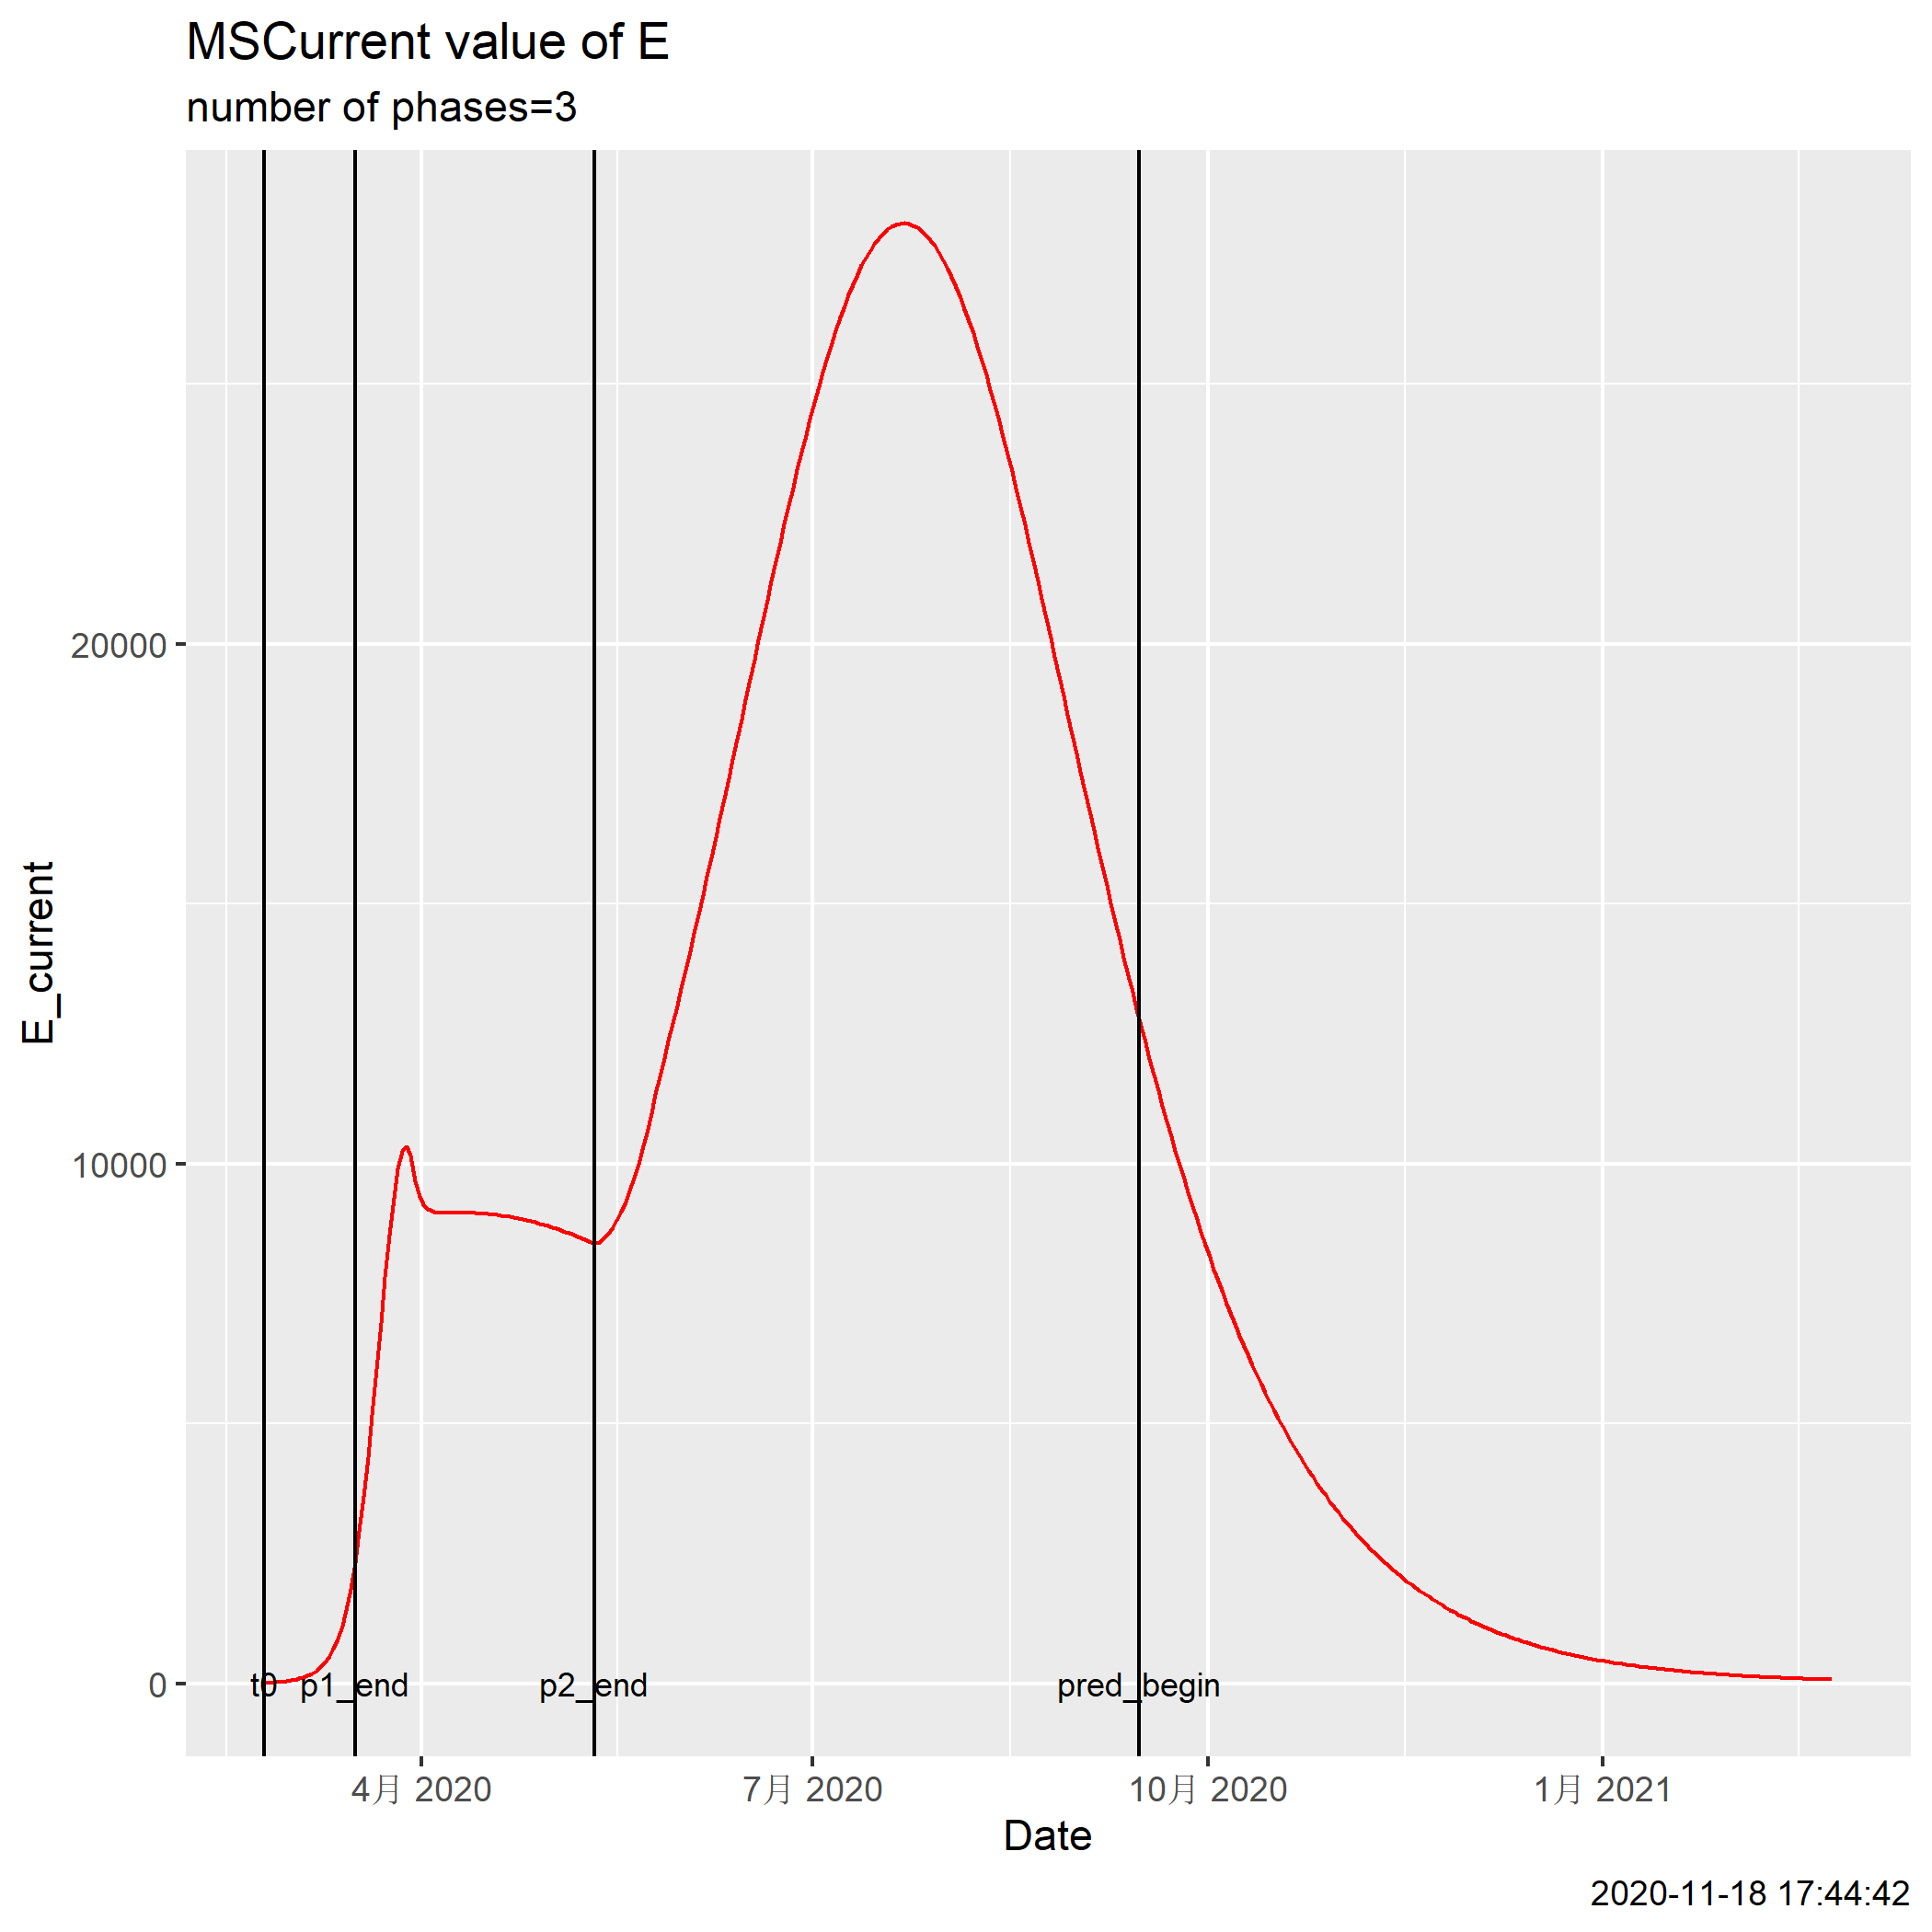 MSCurrent value of E
number of phases=3
E_current
20000
10000
0
t0 p1_end p2_end pred_begin
4月 2020 7月 2020 10月 2020 1月 2021
Date
2020-11-18 17:44:42